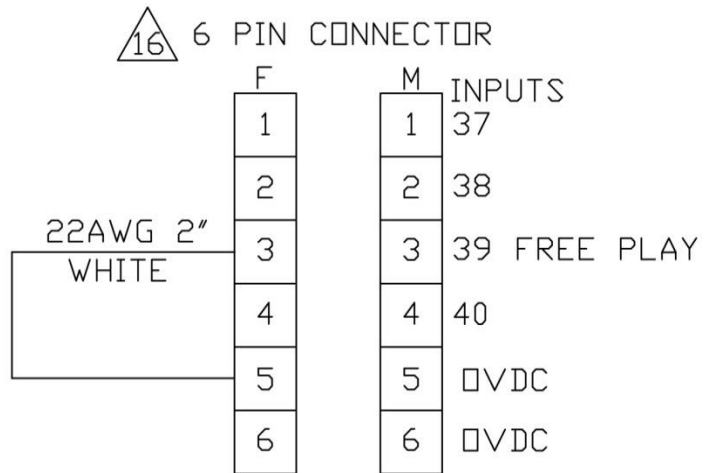 16 6 PIN CONNECTOR
F M INPUTS
1 1 37
2 2 38
22AWG 2"
3 3 39 FREE PLAY
WHITE
4 4 40
5 5 0VDC
6 6 0VDC